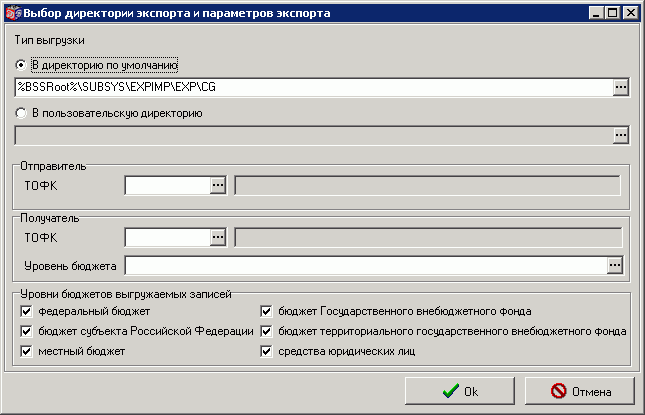 Выбор директории экспорта и параметров экспорта
Тип выгрузки
В директорию по умолчанию
%BSSRoot%\SUBSYS\EXPIMP\EXP\CG
...
В пользовательскую директорию
...
Отправитель
ТОФК ...
Получатель
ТОФК ...
Уровень бюджета ...
Уровни бюджетов выгружаемых записей
федеральный бюджет бюджет Государственного внебюджетного фонда
бюджет субъекта Российской Федерации бюджет территориального государственного внебюджетного фонда
местный бюджет средства юридических лиц
Ok Отмена